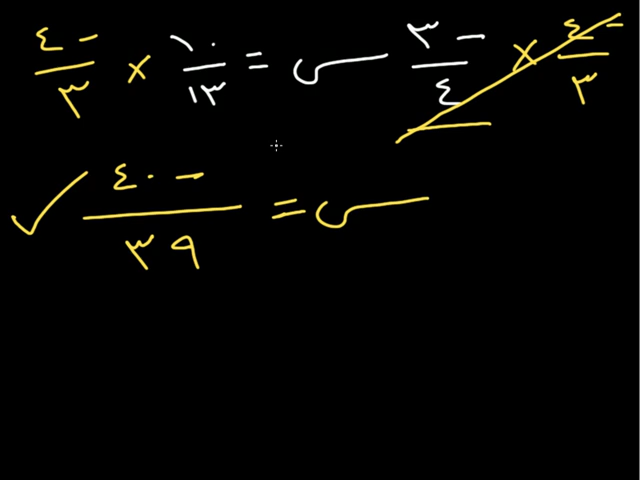 -٤/٣ × -٣/٤ س = ١٠/١٣ × -٤/٣
س = -٤٠/٣٩ ✓